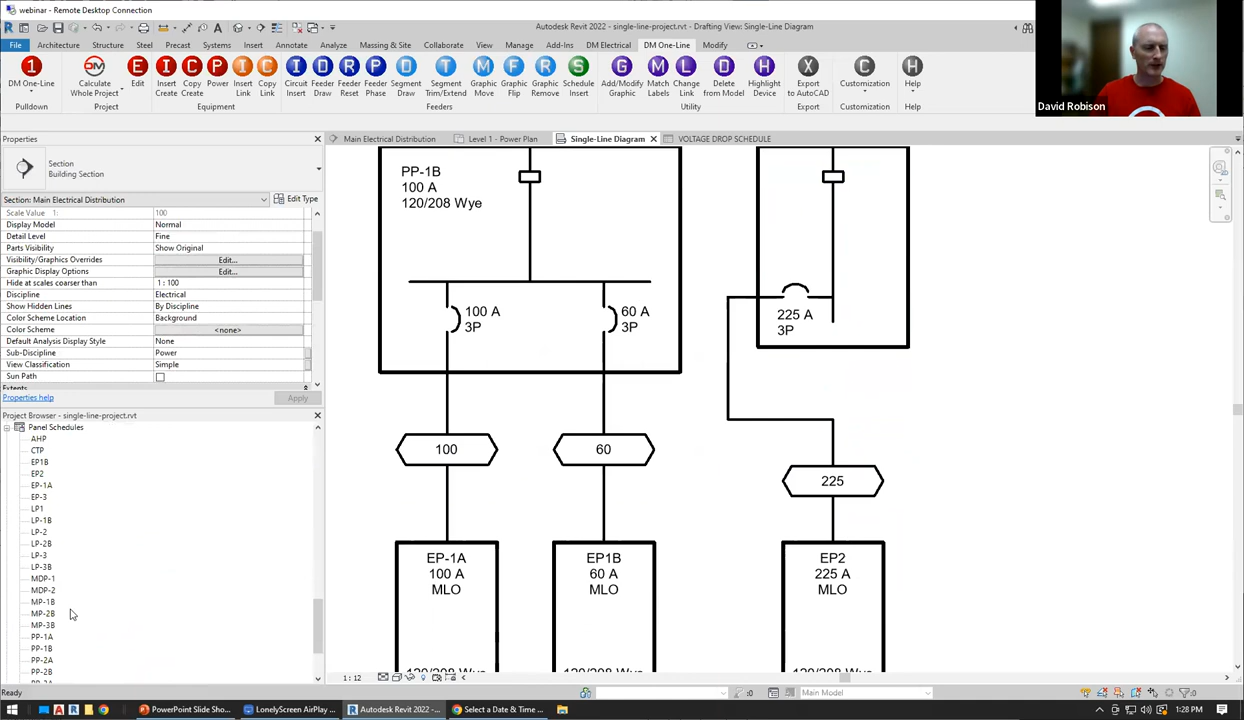 webinar - Remote Desktop Connection
Autodesk Revit 2022 - single-line-project.rvt - Drafting View: Single-Line Diagram
File Architecture Structure Steel Precast Systems Insert Annotate Analyze Massing & Site Collaborate View Manage Add-Ins DM Electrical DM One-Line Modify
1 DM E I C P I C I D R P D T M F R S G M L D H X C H
DM One-Line
Calculate Whole Project
Edit
Insert Create
Copy Create
Power
Insert Link
Copy Link
Circuit Insert
Feeder Draw
Feeder Reset
Feeder Phase
Segment Draw
Segment Trim/Extend
Graphic Move
Graphic Flip
Graphic Remove
Schedule Insert
Add/Modify Graphic
Match Labels
Change Link
Delete from Model
Highlight Device
Export to AutoCAD
Customization
Help
Pulldown Project Equipment Feeders Utility Export Customization Help
David Robison
Properties
Main Electrical Distribution
Level 1 - Power Plan
Single-Line Diagram
VOLTAGE DROP SCHEDULE
Section
Building Section
Section: Main Electrical Distribution
Edit Type
Scale Value 1: 100
Display Model Normal
Detail Level Fine
Parts Visibility Show Original
Visibility/Graphics Overrides Edit...
Graphic Display Options Edit...
Hide at scales coarser than 1 : 100
Discipline Electrical
Show Hidden Lines By Discipline
Color Scheme Location Background
Color Scheme <none>
Default Analysis Display Style None
Sub-Discipline Power
View Classification Simple
Sun Path
Extents
Properties help
Apply
Project Browser - single-line-project.rvt
Panel Schedules
AHP
CTP
EP1B
EP2
EP-1A
EP-3
LP1
LP-1B
LP-2
LP-2B
LP-3
LP-3B
MDP-1
MDP-2
MP-1B
MP-2B
MP-3B
PP-1A
PP-1B
PP-2A
PP-2B
PP-1B
100 A
120/208 Wye
100 A
3P
60 A
3P
225 A
3P
100
60
225
EP-1A
100 A
MLO
120/208 Wye
EP1B
60 A
MLO
120/208 Wye
EP2
225 A
MLO
120/208 Wye
1 : 12
Ready
:0
Main Model
:0
PowerPoint Slide Sho...
LonelyScreen AirPlay ...
Autodesk Revit 2022 -...
Select a Date & Time ...
1:28 PM